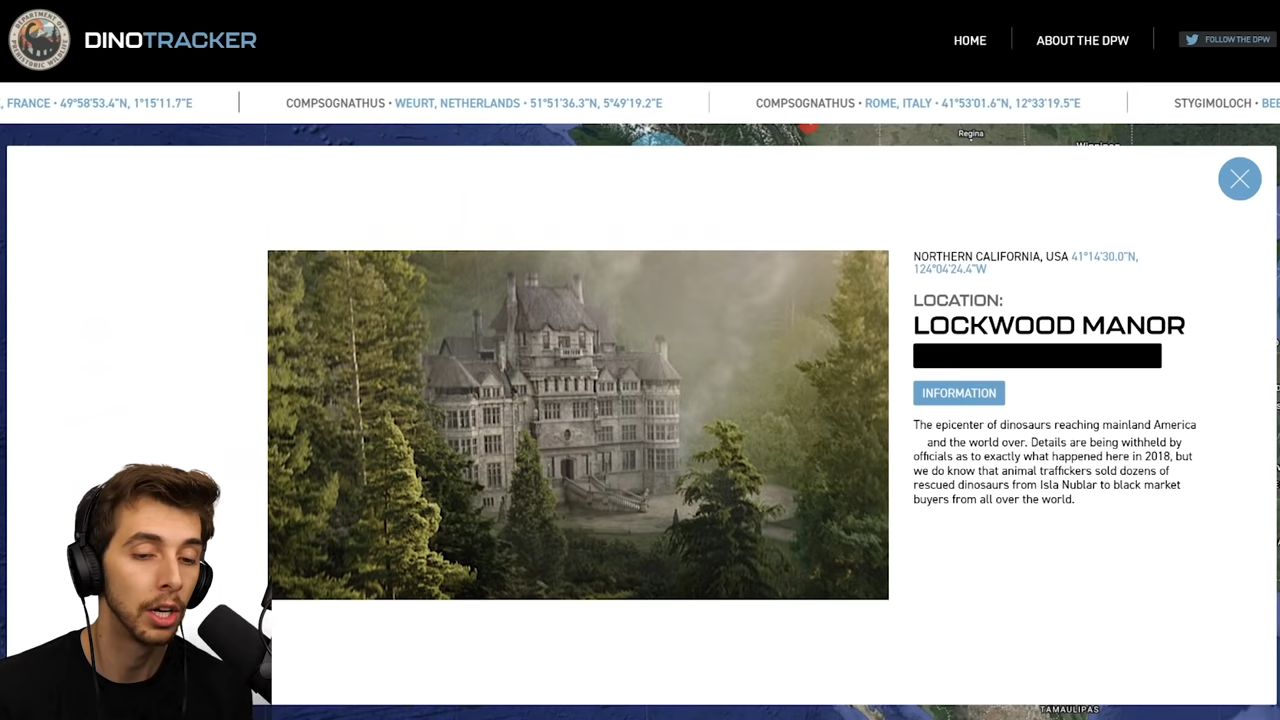 DEPARTMENT OF
PREHISTORIC WILDLIFE
DINOTRACKER
HOME
ABOUT THE DPW
FOLLOW THE DPW
, FRANCE • 49°58'53.4"N, 1°15'11.7"E
COMPSOGNATHUS • WEURT, NETHERLANDS • 51°51'36.3"N, 5°49'19.2"E
COMPSOGNATHUS • ROME, ITALY • 41°53'01.6"N, 12°33'19.5"E
STYGIMOLOCH • BEE
Regina
Winnipeg
NORTHERN CALIFORNIA, USA 41°14'30.0"N,
124°04'24.4"W
LOCATION:
LOCKWOOD MANOR
INFORMATION
The epicenter of dinosaurs reaching mainland America
and the world over. Details are being withheld by
officials as to exactly what happened here in 2018, but
we do know that animal traffickers sold dozens of
rescued dinosaurs from Isla Nublar to black market
buyers from all over the world.
TAMAULIPAS